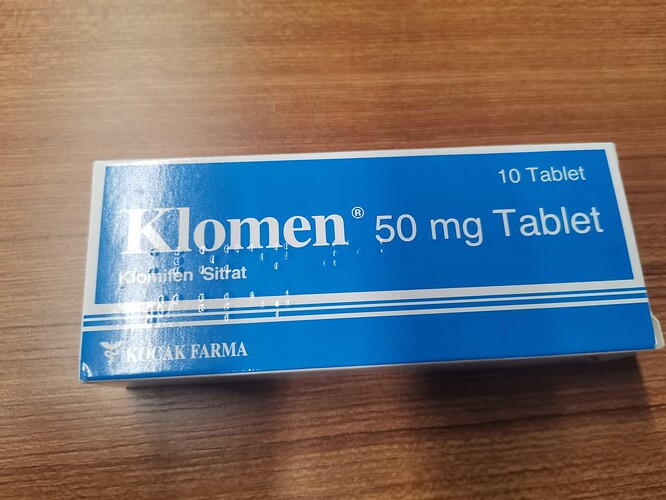 10 Tablet
Klomen® 50 mg Tablet
Klomifen Sitrat
KOÇAK FARMA